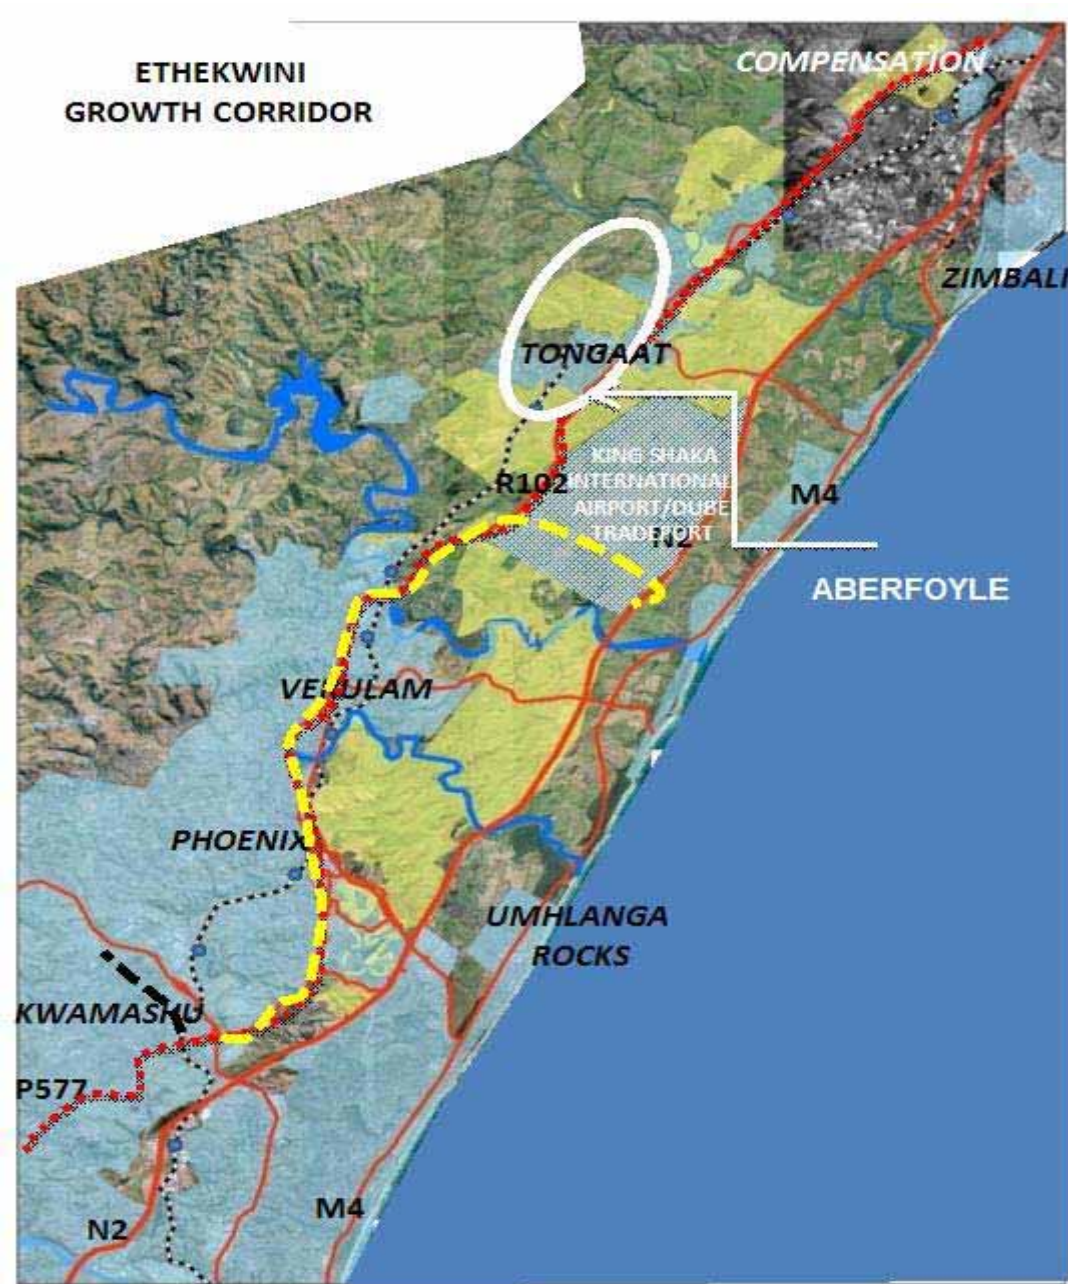 ETHEKWINI
GROWTH CORRIDOR
COMPENSATION
ZIMBALI
TONGAAT
KING SHAKA
INTERNATIONAL
AIRPORT/DUBE
TRADEPORT
R102
N2
M4
ABERFOYLE
VERULAM
PHOENIX
UMHLANGA
ROCKS
KWAMASHU
P577
M4
N2